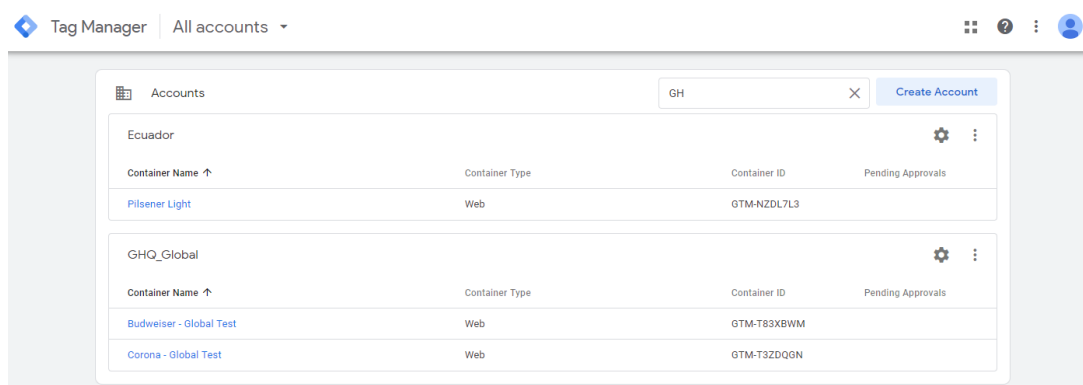 Tag Manager All accounts
Accounts GH Create Account
Ecuador
Container Name Container Type Container ID Pending Approvals
Pilsener Light Web GTM-NZDL7L3
GHQ_Global
Container Name Container Type Container ID Pending Approvals
Budweiser - Global Test Web GTM-T83XBWM
Corona - Global Test Web GTM-T3ZDQGN